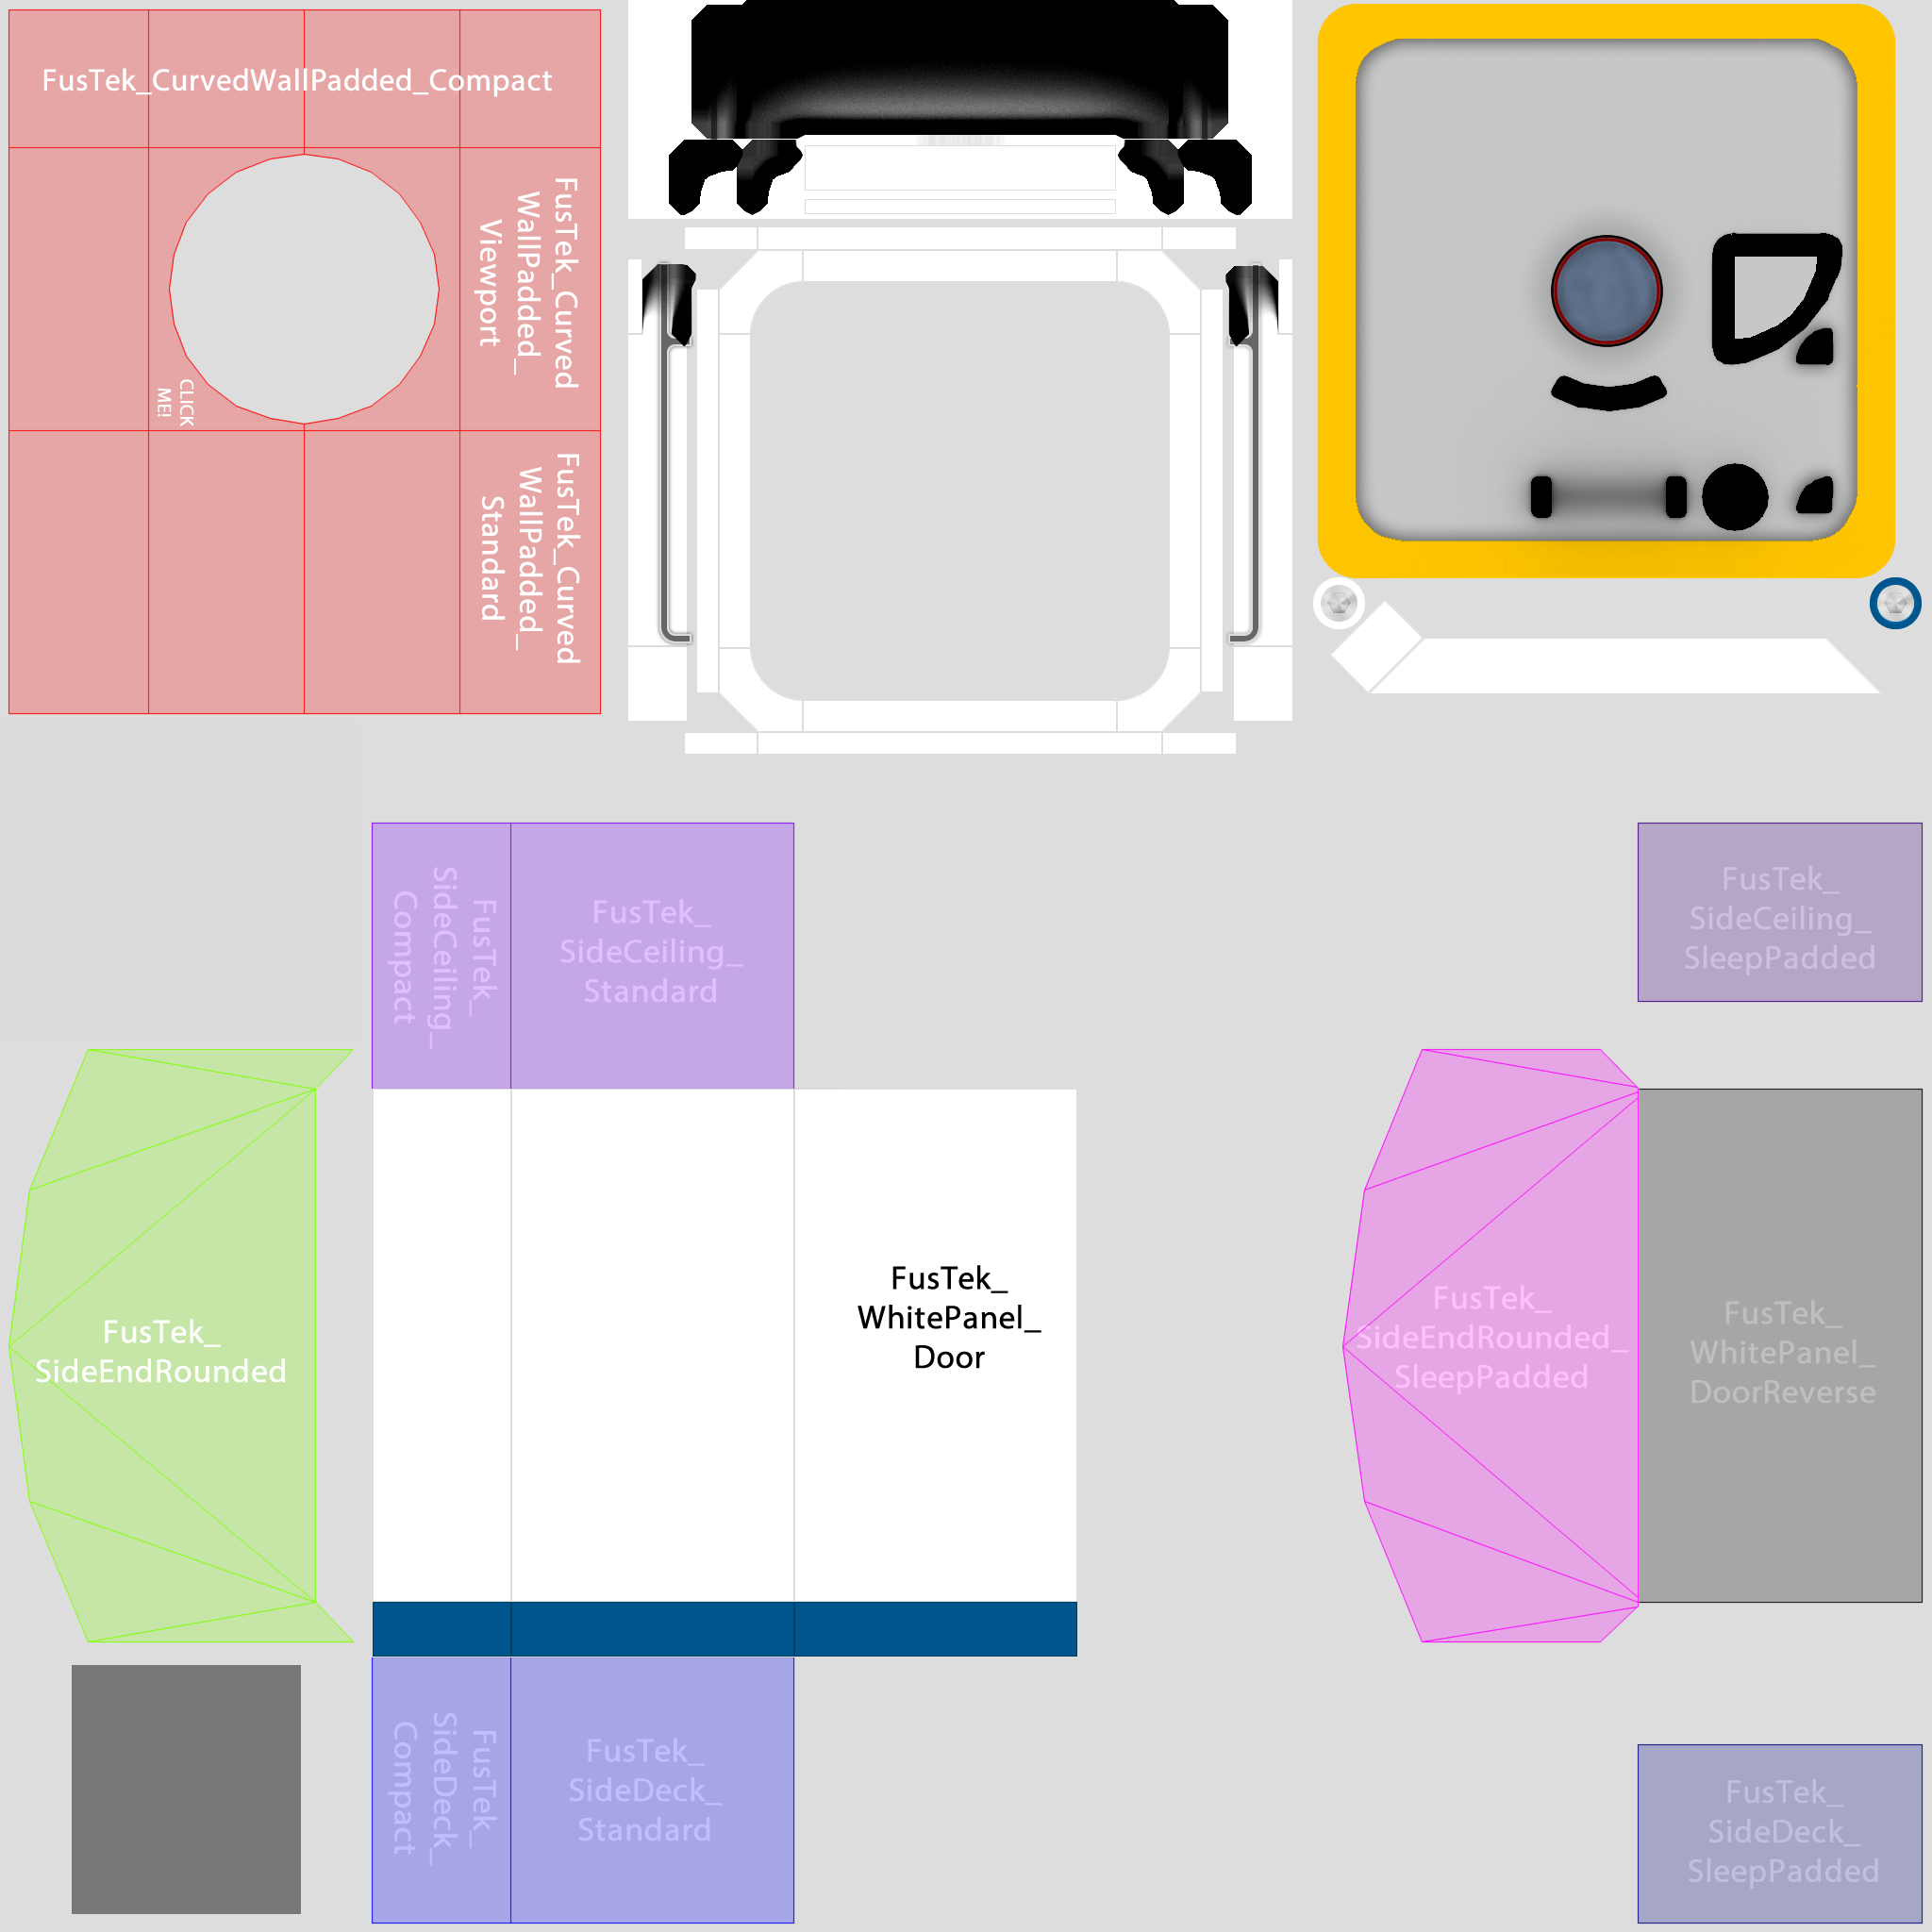 FusTek_CurvedWallPadded_Compact
FusTek_Curved
WallPadded_
Viewport
CLICK
ME!
FusTek_Curved
WallPadded_
Standard
FusTek_
SideCeiling_
Compact
FusTek_
SideCeiling_
Standard
FusTek_
SideCeiling_
SleepPadded
FusTek_
SideEndRounded
FusTek_
WhitePanel_
Door
FusTek_
SideEndRounded_
SleepPadded
FusTek_
WhitePanel_
DoorReverse
FusTek_
SideDeck_
Compact
FusTek_
SideDeck_
Standard
FusTek_
SideDeck_
SleepPadded